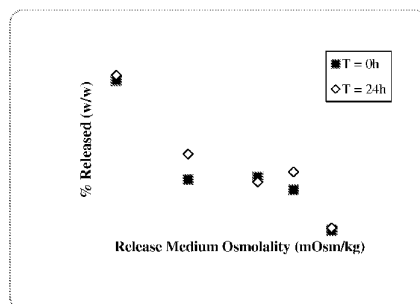 T = 0h
T = 24h
% Released (w/w)
Release Medium Osmolality (mOsm/kg)